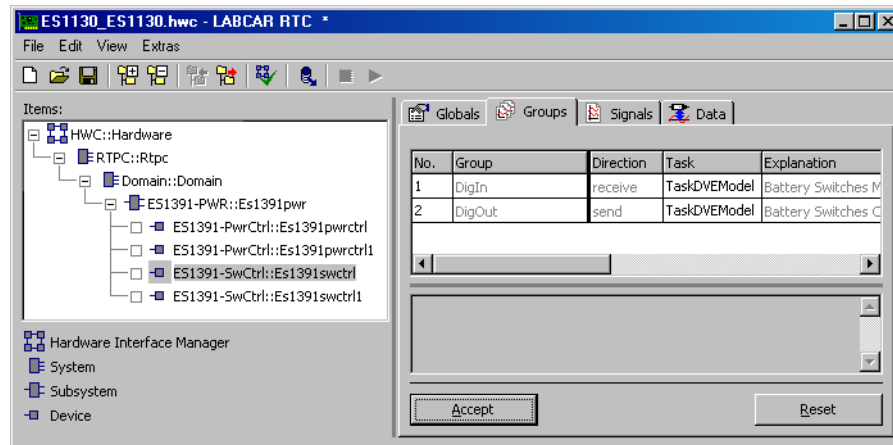 ES1130_ES1130.hwc - LABCAR RTC *
File Edit View Extras
Items:
HWC::Hardware
RTPC::Rtpc
Domain::Domain
ES1391-PWR::Es1391pwr
ES1391-PwrCtrl::Es1391pwrctrl
ES1391-PwrCtrl::Es1391pwrctrl1
ES1391-SwCtrl::Es1391swctrl
ES1391-SwCtrl::Es1391swctrl1
Hardware Interface Manager
System
Subsystem
Device
Globals Groups Signals Data
No. Group Direction Task Explanation
1 DigIn receive TaskDVEModel Battery Switches M
2 DigOut send TaskDVEModel Battery Switches C
Accept Reset